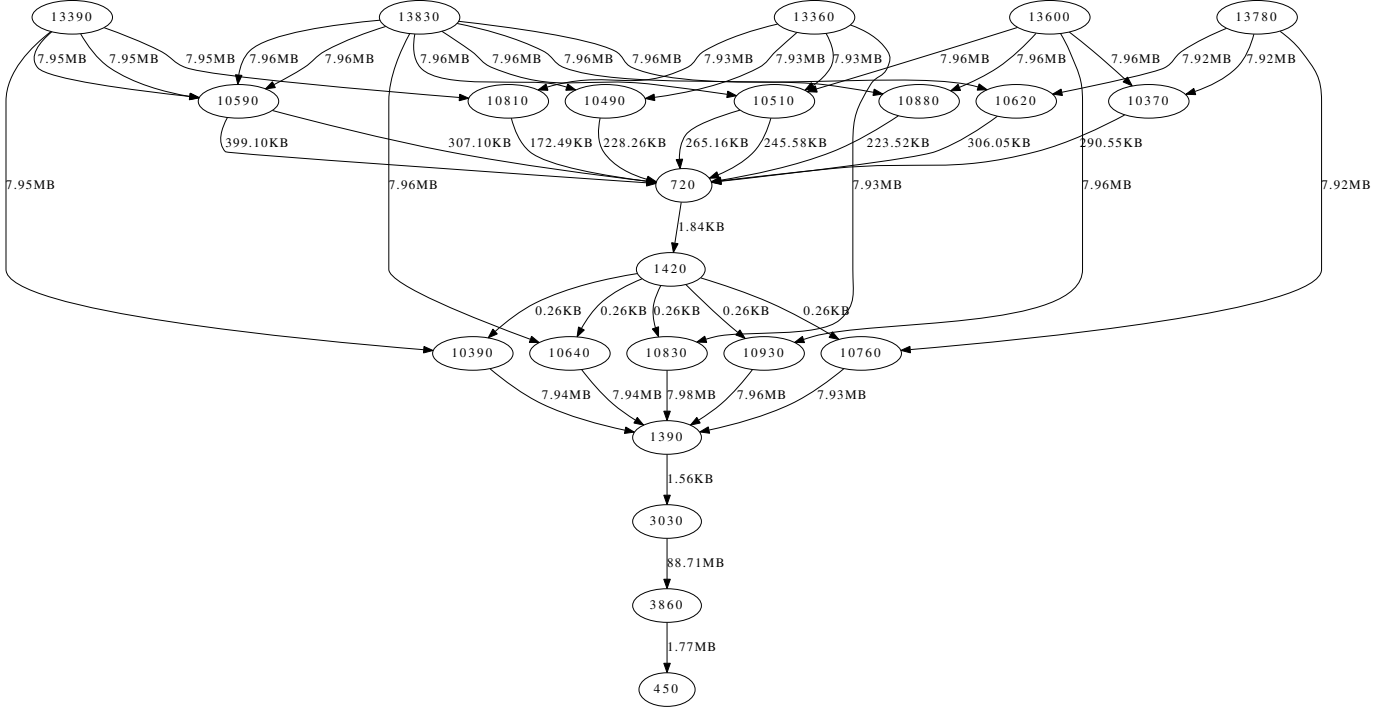 13390 13830 13360 13600 13780
7.95MB 7.95MB 7.95MB 7.96MB 7.96MB 7.96MB 7.96MB 7.96MB 7.96MB 7.93MB 7.93MB 7.93MB 7.96MB 7.96MB 7.96MB 7.92MB 7.92MB
10590 10810 10490 10510 10880 10620 10370
399.10KB 307.10KB 172.49KB 228.26KB 265.16KB 245.58KB 223.52KB 306.05KB 290.55KB
7.95MB 7.96MB 720 7.93MB 7.96MB 7.92MB
1.84KB
1420
0.26KB 0.26KB 0.26KB 0.26KB 0.26KB
10390 10640 10830 10930 10760
7.94MB 7.94MB 7.98MB 7.96MB 7.93MB
1390
1.56KB
3030
88.71MB
3860
1.77MB
450